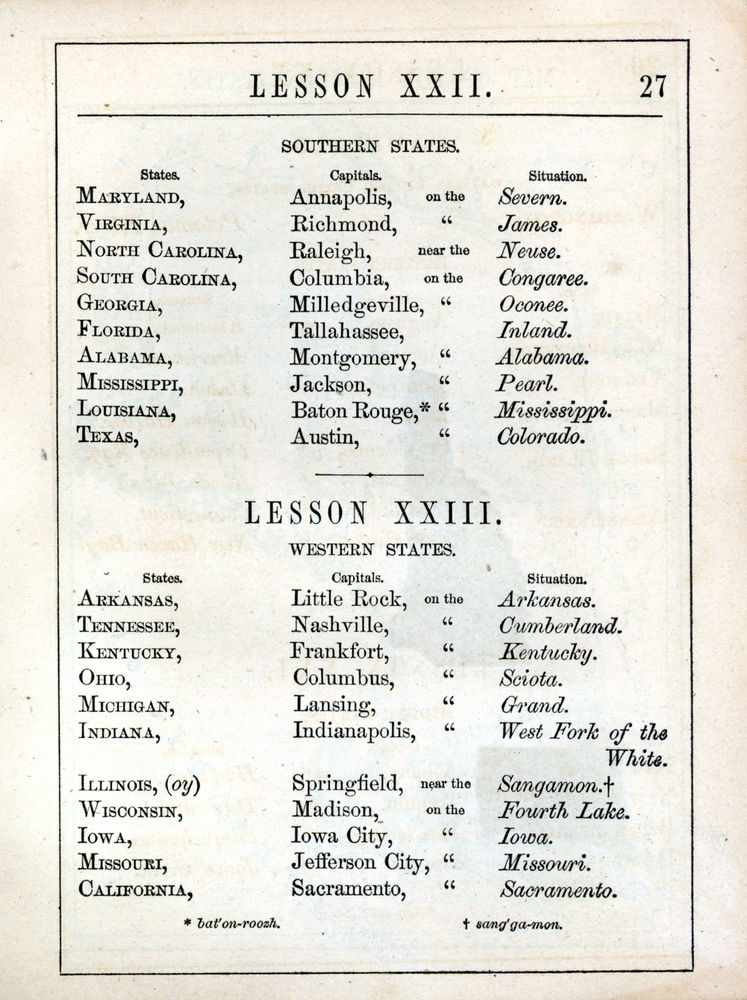 LESSON XXII. 27
SOUTHERN STATES.
States. Capitals. Situation.
MARYLAND, Annapolis, on the Severn.
VIRGINIA, Richmond, “ James.
NORTH CAROLINA, Raleigh, near the Neuse.
SOUTH CAROLINA, Columbia, on the Congaree.
GEORGIA, Milledgeville, “ Oconee.
FLORIDA, Tallahassee, Inland.
ALABAMA, Montgomery, “ Alabama.
MISSISSIPPI, Jackson, “ Pearl.
LOUISIANA, Baton Rouge,* “ Mississippi.
TEXAS, Austin, “ Colorado.
LESSON XXIII.
WESTERN STATES.
States. Capitals. Situation.
ARKANSAS, Little Rock, on the Arkansas.
TENNESSEE, Nashville, “ Cumberland.
KENTUCKY, Frankfort, “ Kentucky.
OHIO, Columbus, “ Sciota.
MICHIGAN, Lansing, “ Grand.
INDIANA, Indianapolis, “ West Fork of the
White.
ILLINOIS, (oy) Springfield, near the Sangamon.†
WISCONSIN, Madison, on the Fourth Lake.
IOWA, Iowa City, “ Iowa.
MISSOURI, Jefferson City, “ Missouri.
CALIFORNIA, Sacramento, “ Sacramento.
* bat'on-roozh. † sang'ga-mon.